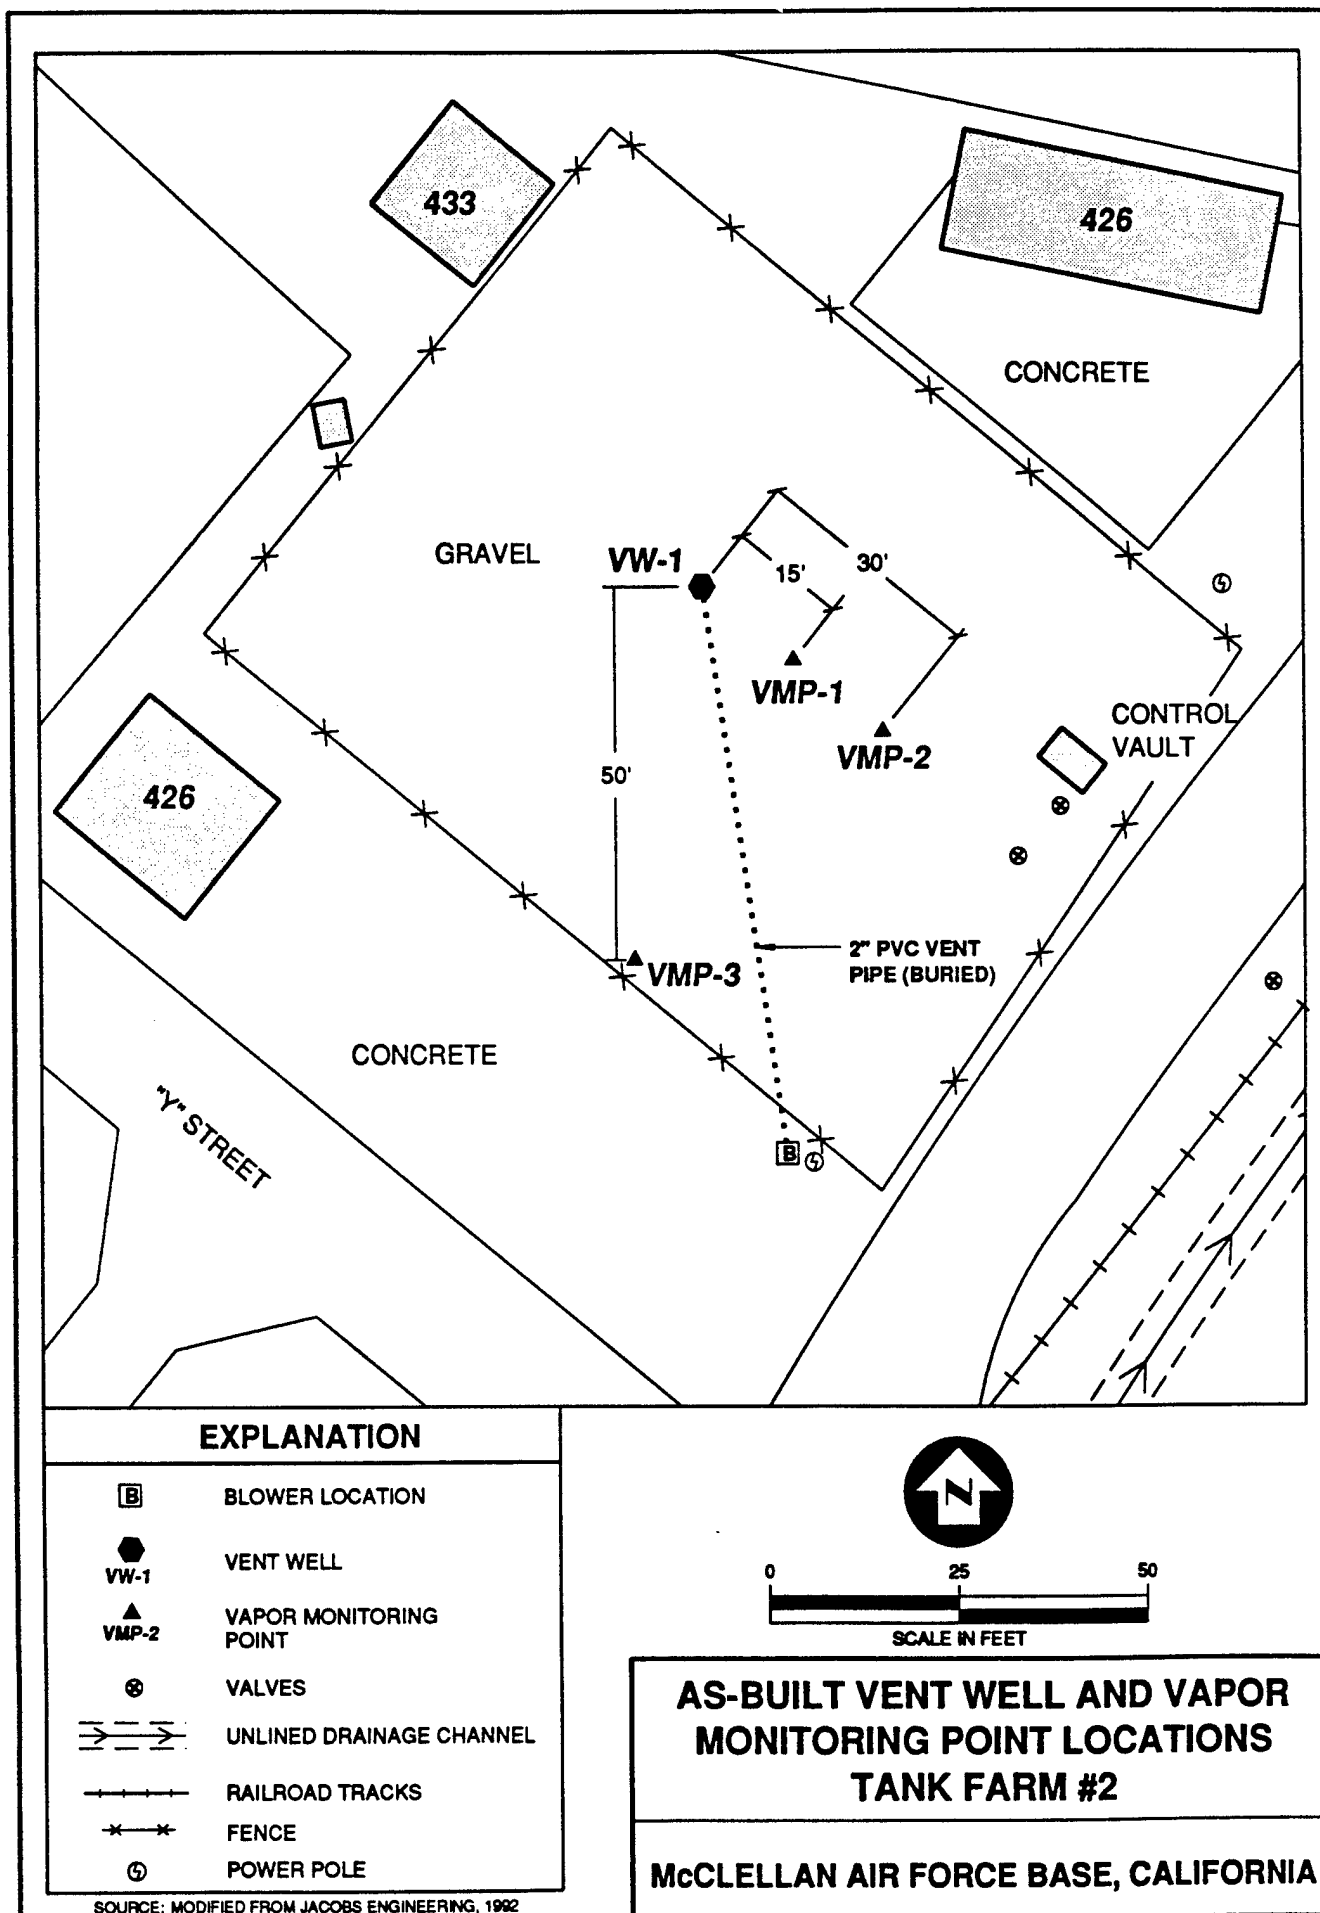 433
426
CONCRETE
GRAVEL
VW-1
15'
30'
VMP-1
VMP-2
CONTROL
VAULT
50'
426
2" PVC VENT
PIPE (BURIED)
VMP-3
CONCRETE
"Y" STREET
B
EXPLANATION
B
BLOWER LOCATION
VW-1
VENT WELL
VMP-2
VAPOR MONITORING
POINT
VALVES
UNLINED DRAINAGE CHANNEL
RAILROAD TRACKS
FENCE
POWER POLE
SOURCE: MODIFIED FROM JACOBS ENGINEERING, 1992
N
0 25 50
SCALE IN FEET
AS-BUILT VENT WELL AND VAPOR
MONITORING POINT LOCATIONS
TANK FARM #2
McCLELLAN AIR FORCE BASE, CALIFORNIA